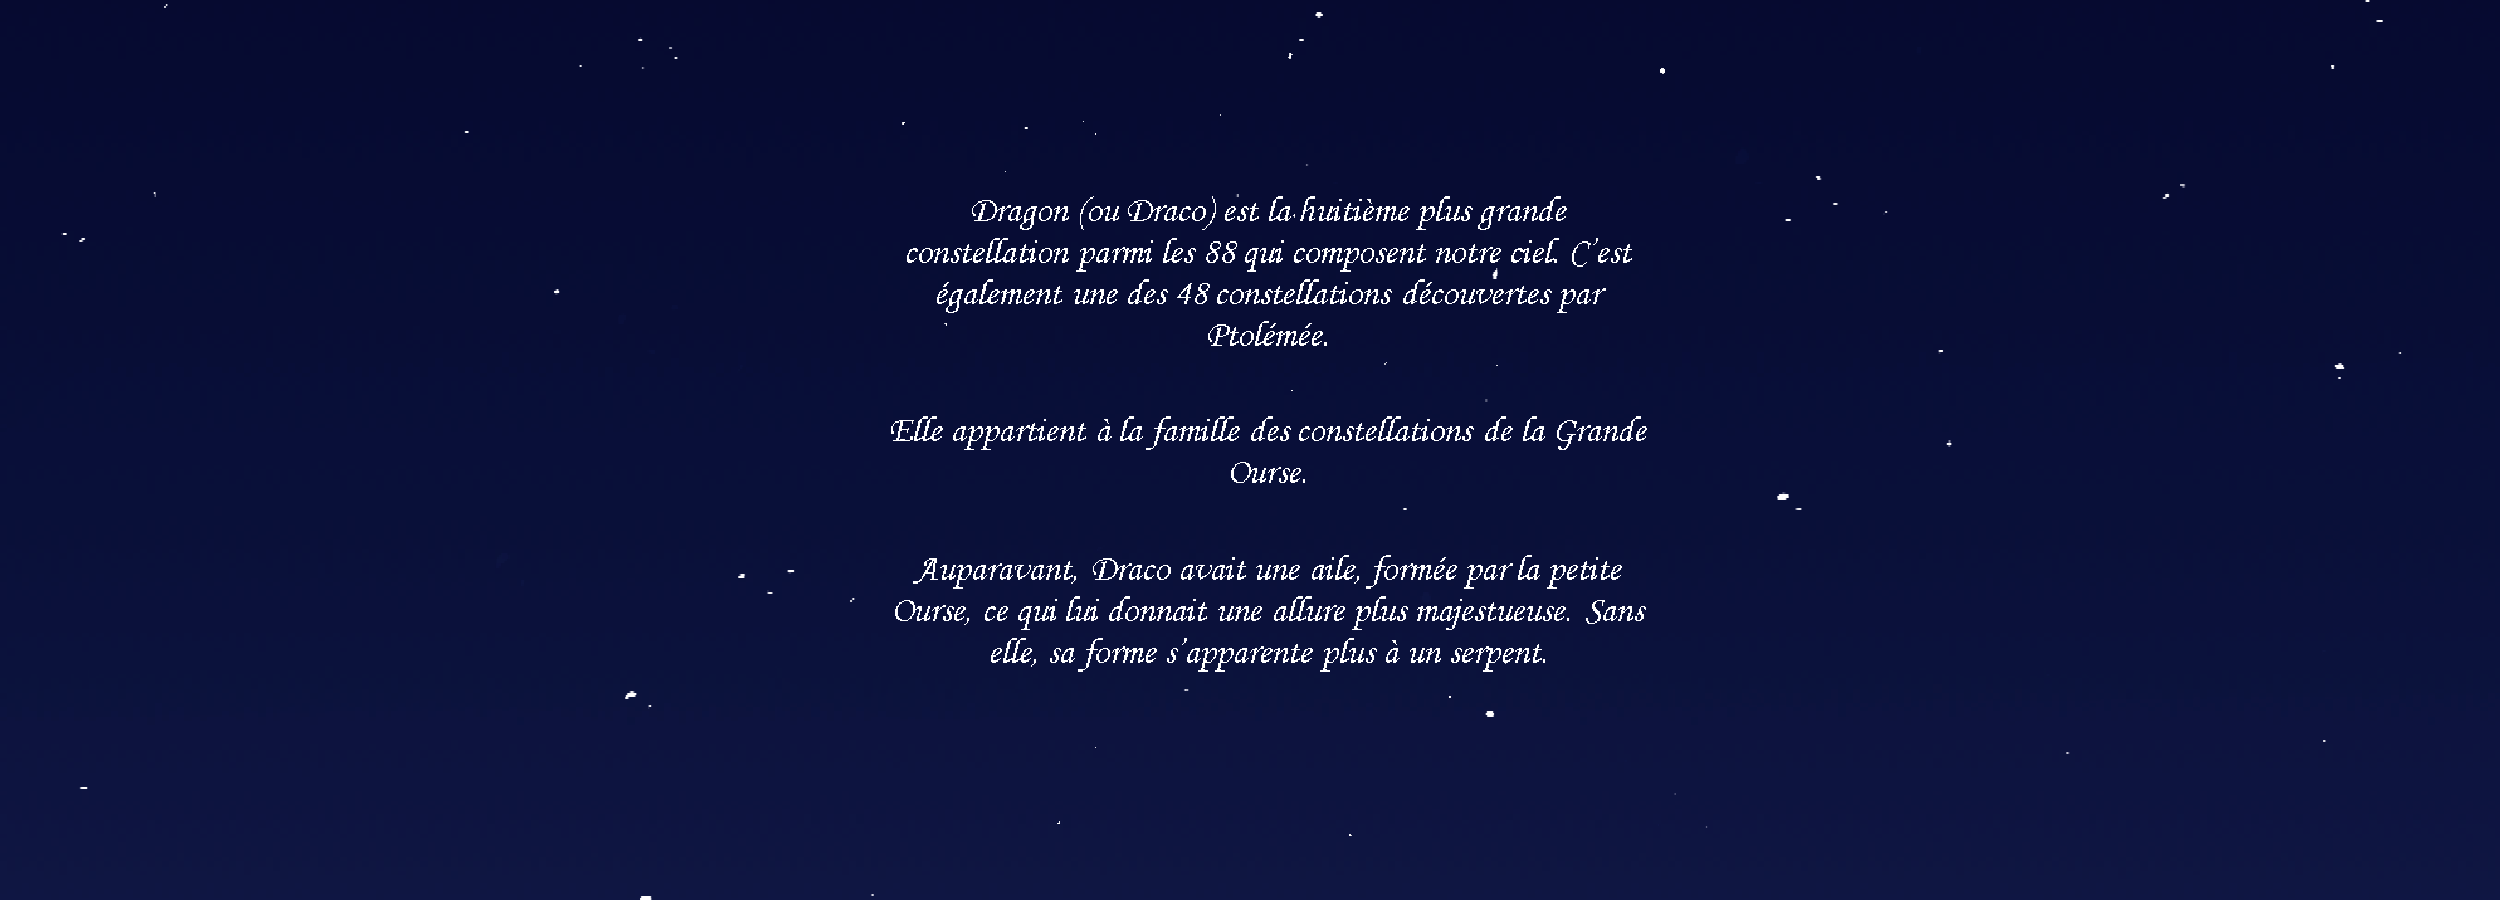 Dragon (ou Draco) est la huitième plus grande
constellation parmi les 88 qui composent notre ciel. C'est
également une des 48 constellations découvertes par
Ptolémée.
Elle appartient à la famille des constellations de la Grande
Ourse.
Auparavant, Draco avait une aile, formée par la petite
Ourse, ce qui lui donnait une allure plus majestueuse. Sans
elle, sa forme s'apparente plus à un serpent.